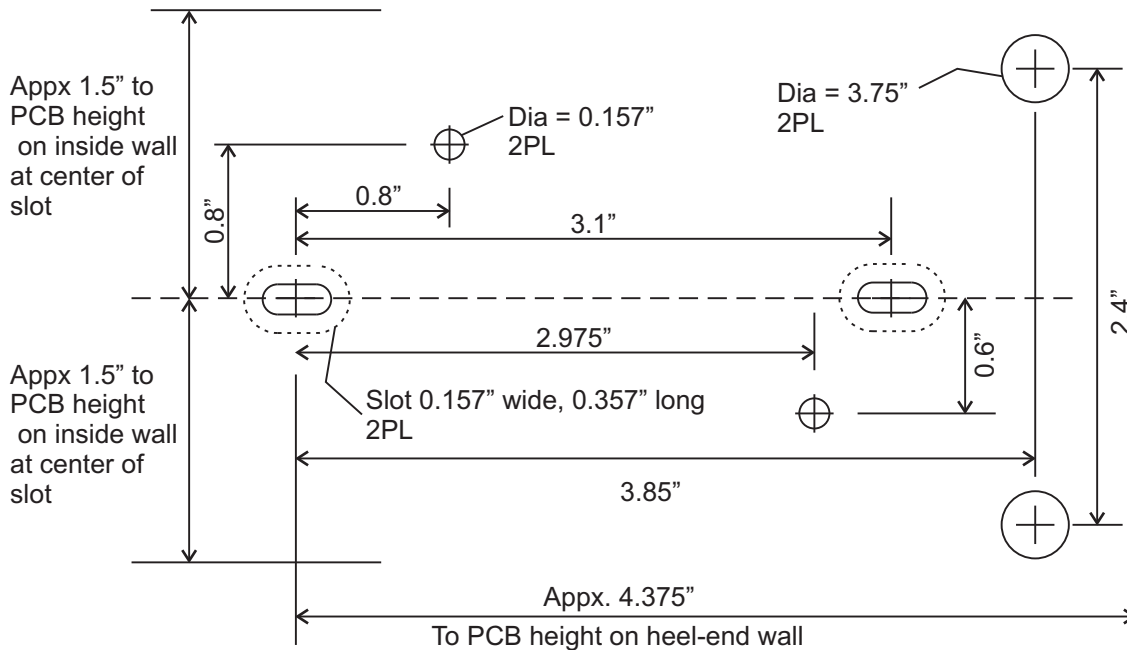 Appx 1.5” to
PCB height
on inside wall
at center of
slot
Dia = 0.157”
2PL
Dia = 3.75”
2PL
0.8”
0.8”
3.1”
2.4”
2.975”
0.6”
Appx 1.5” to
PCB height
on inside wall
at center of
slot
Slot 0.157” wide, 0.357” long
2PL
3.85”
Appx. 4.375”
To PCB height on heel-end wall